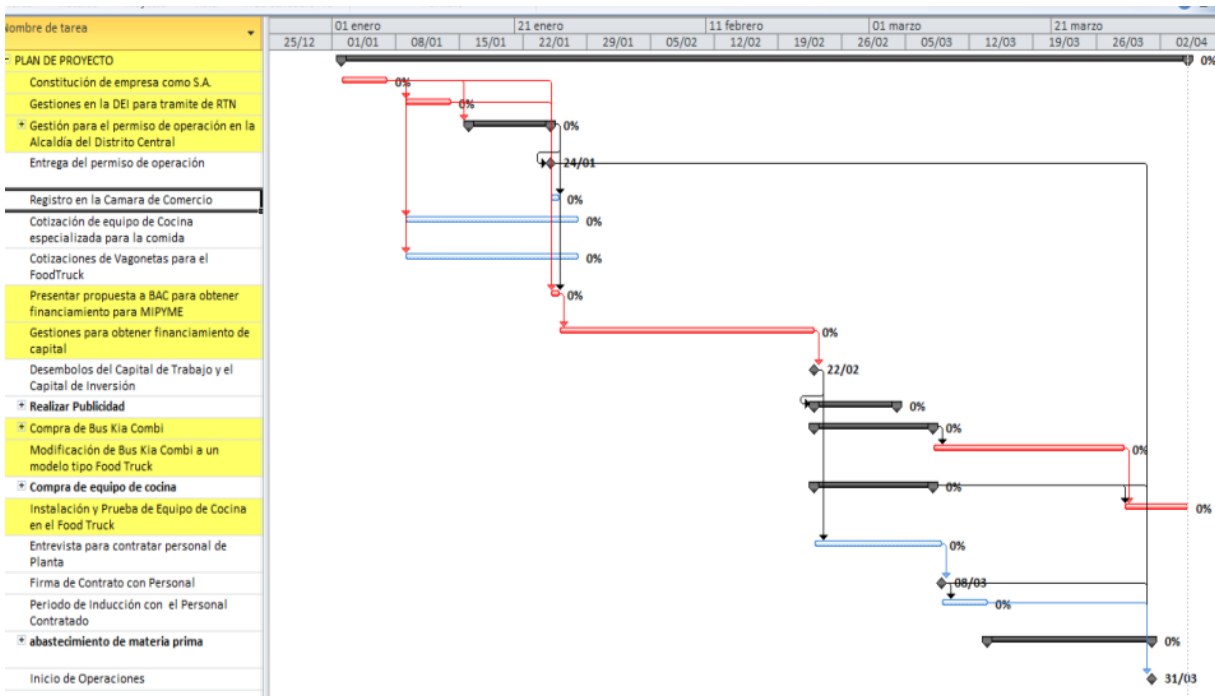 Nombre de tarea
01 enero 21 enero 11 febrero 01 marzo 21 marzo
25/12 01/01 08/01 15/01 22/01 29/01 05/02 12/02 19/02 26/02 05/03 12/03 19/03 26/03 02/04
PLAN DE PROYECTO 0%
Constitución de empresa como S.A. 0%
Gestiones en la DEI para tramite de RTN 0%
Gestión para el permiso de operación en la 0%
Alcaldía del Distrito Central
Entrega del permiso de operación 24/01
Registro en la Camara de Comercio 0%
Cotización de equipo de Cocina 0%
especializada para la comida
Cotizaciones de Vagonetas para el 0%
FoodTruck
Presentar propuesta a BAC para obtener 0%
financiamiento para MIPYME
Gestiones para obtener financiamiento de 0%
capital
Desembolsos del Capital de Trabajo y el 22/02
Capital de Inversión
Realizar Publicidad 0%
Compra de Bus Kia Combi 0%
Modificación de Bus Kia Combi a un 0%
modelo tipo Food Truck
Compra de equipo de cocina 0%
Instalación y Prueba de Equipo de Cocina 0%
en el Food Truck
Entrevista para contratar personal de 0%
Planta
Firma de Contrato con Personal 08/03
Periodo de Inducción con el Personal 0%
Contratado
abastecimiento de materia prima 0%
Inicio de Operaciones 31/03